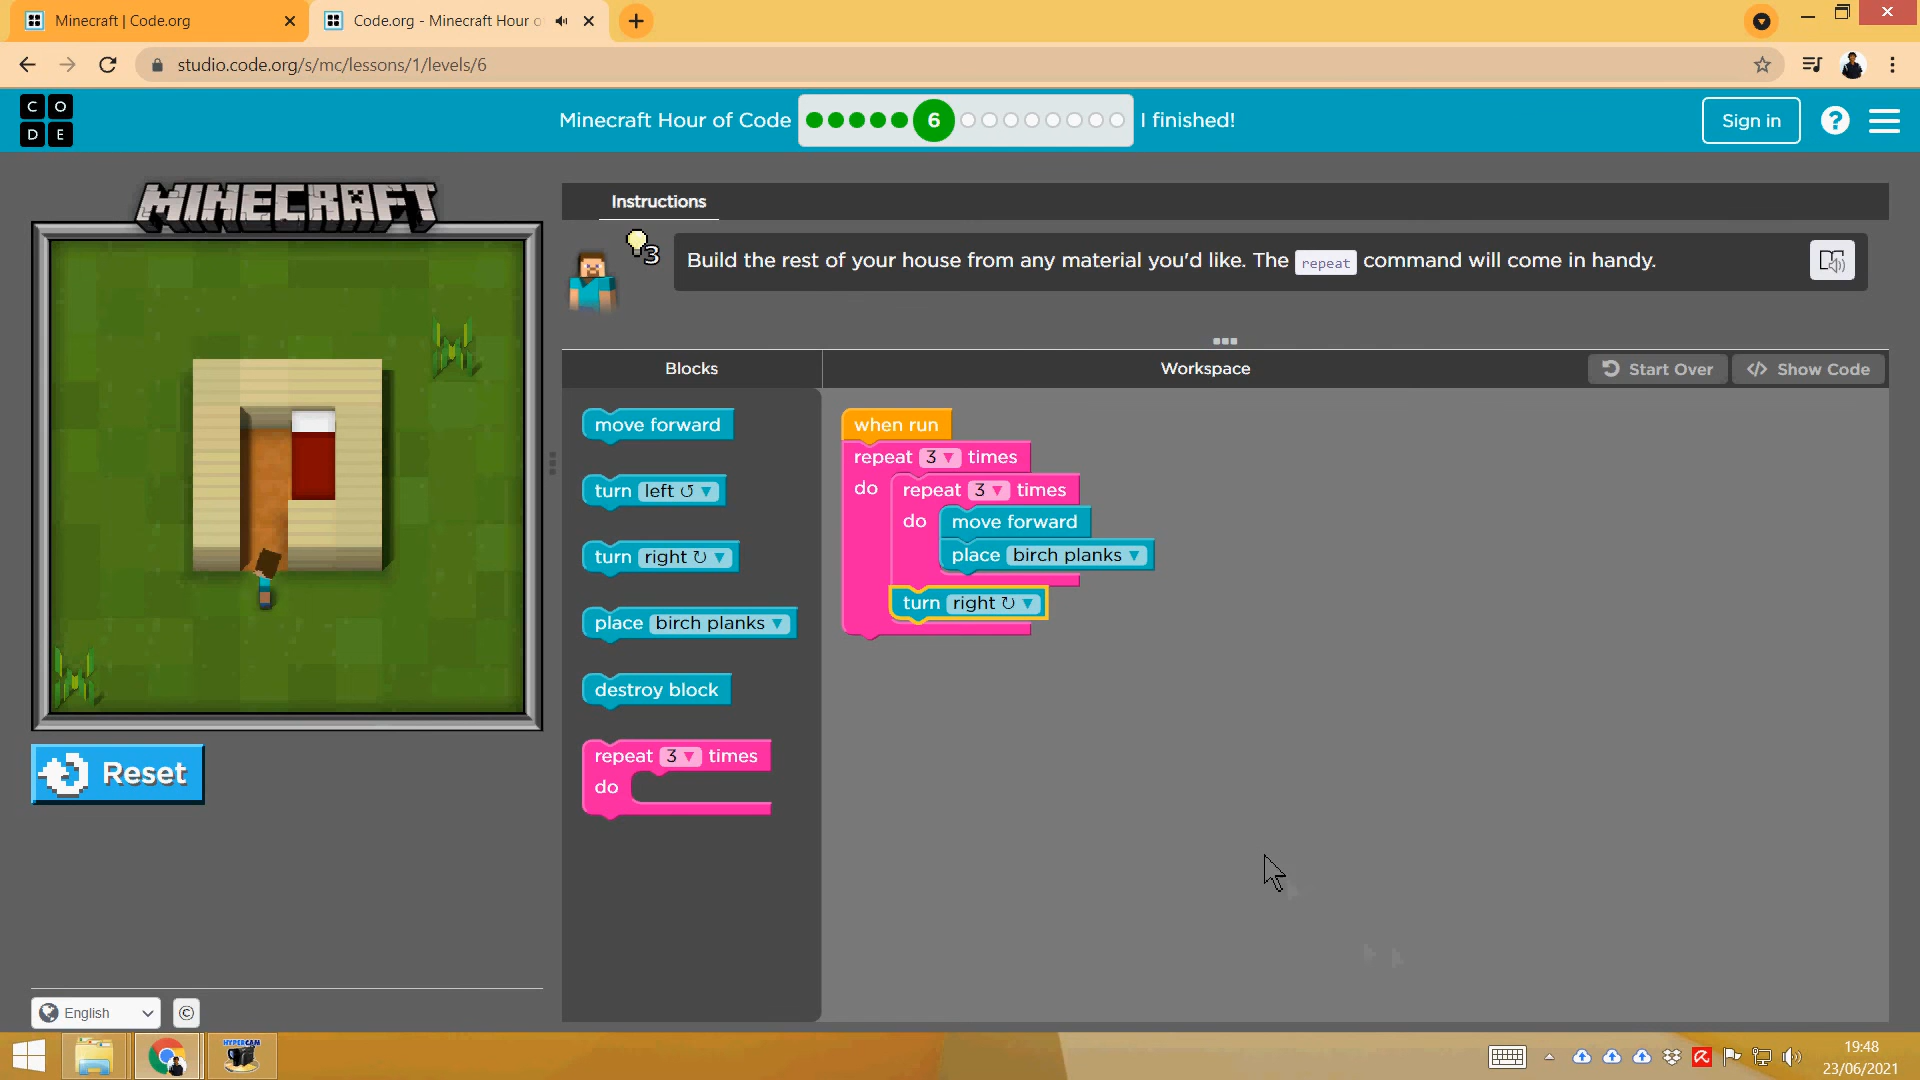 Minecraft | Code.org
Code.org - Minecraft Hour o
studio.code.org/s/mc/lessons/1/levels/6
C O
D E
Minecraft Hour of Code
6
I finished!
Sign in
?
MINECRAFT
Instructions
3
Build the rest of your house from any material you'd like. The repeat command will come in handy.
Blocks
Workspace
Start Over
Show Code
move forward
turn left
turn right
place birch planks
destroy block
repeat 3 times
do
when run
repeat 3 times
do
repeat 3 times
do
move forward
place birch planks
turn right
Reset
English
©
HYPERCAM
19:48
23/06/2021